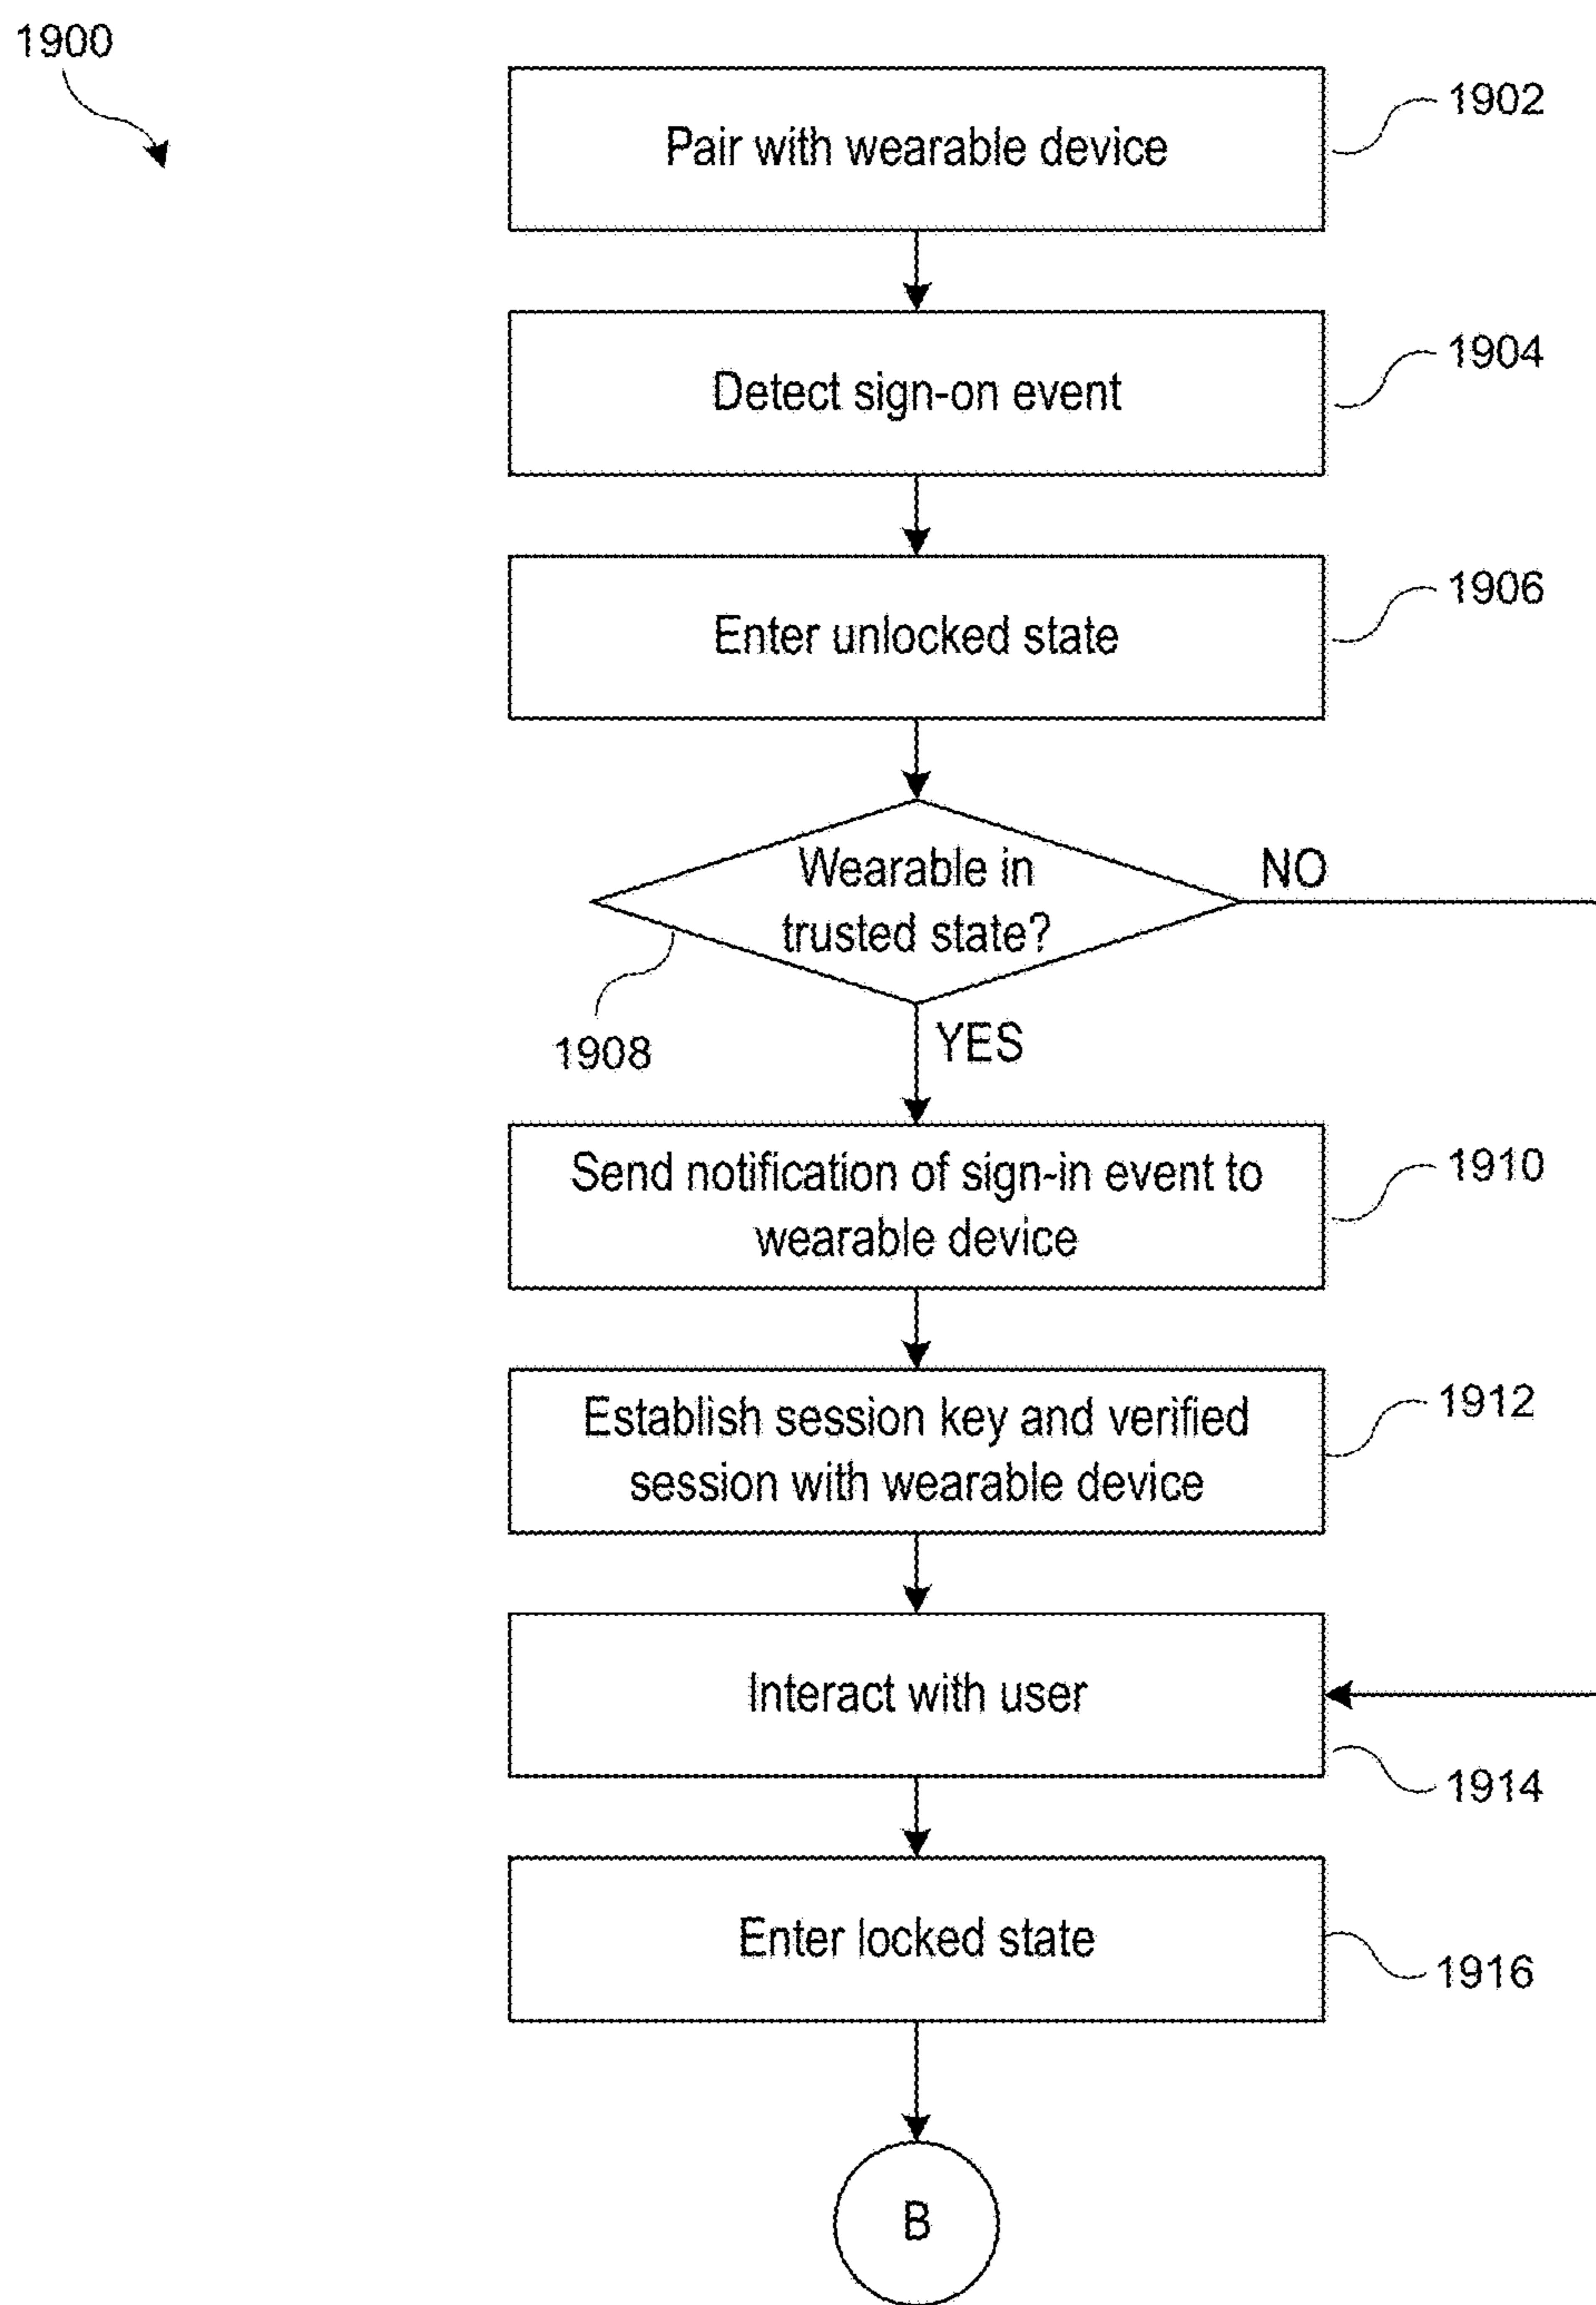 1900
Pair with wearable device
1902
Detect sign-on event
1904
Enter unlocked state
1906
Wearable in
trusted state?
NO
1908
YES
Send notification of sign-in event to
wearable device
1910
Establish session key and verified
session with wearable device
1912
Interact with user
1914
Enter locked state
1916
B